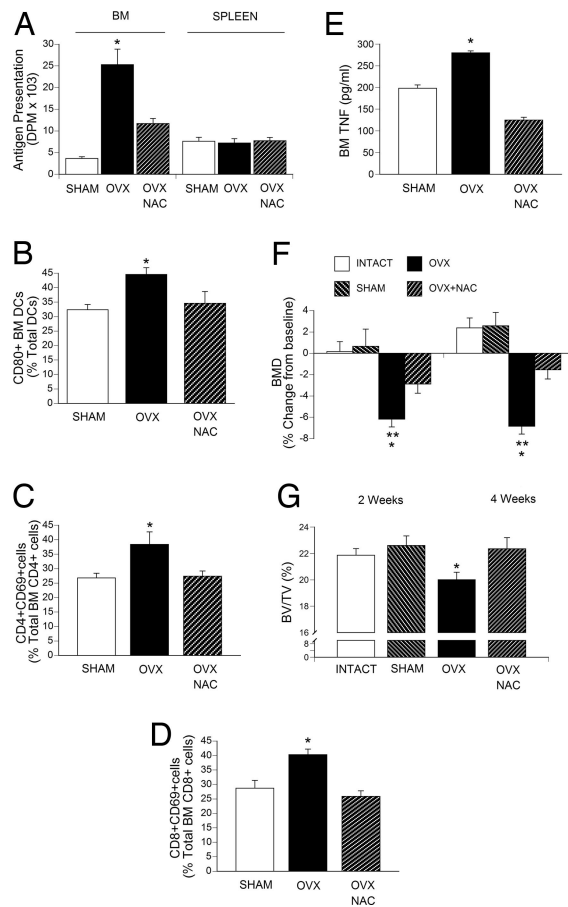 A
BM SPLEEN
Antigen Presentation
(DPM x 103)
30
25
20
15
10
5
0
*
SHAM OVX OVX SHAM OVX OVX
NAC NAC
B
CD80+ BM DCs
(% Total DCs)
45
40
35
30
25
20
15
10
5
0
*
SHAM OVX OVX
NAC
C
CD4+CD69+cells
(% Total BM CD4+ cells)
45
40
35
30
25
20
15
10
5
0
*
SHAM OVX OVX
NAC
D
CD8+CD69+cells
(% Total BM CD8+ cells)
45
40
35
30
25
20
15
10
5
0
*
SHAM OVX OVX
NAC
E
BM TNF (pg/ml)
300
250
200
150
100
50
0
*
SHAM OVX OVX
NAC
F
INTACT OVX
SHAM OVX+NAC
BMD
(% Change from baseline)
4
2
0
-2
-4
-6
-8
** **
* *
G
2 Weeks 4 Weeks
BV/TV (%)
24
22
20
18
16
8
0
*
INTACT SHAM OVX OVX
NAC